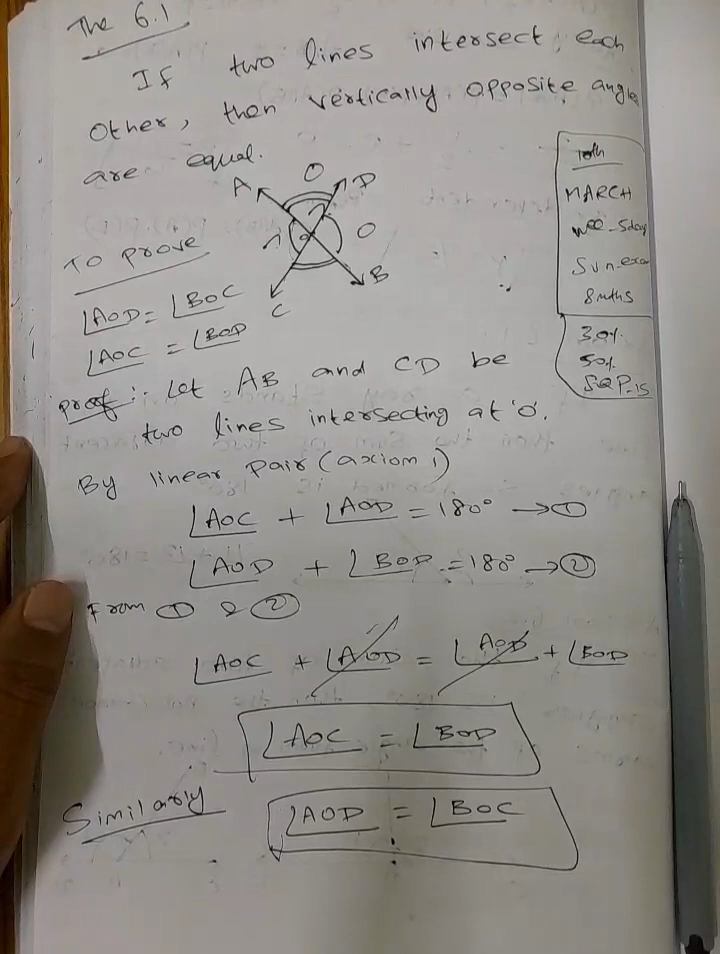 The 6.1
If two lines intersect each
other, then vertically opposite angle
are equal.
A
O
D
O
B
C
To prove
∠AOD = ∠BOC
∠AOC = ∠BOD
Proof :- Let AB and CD be
two lines intersecting at 'O'.
By linear pair (axiom 1)
∠AOC + ∠AOD = 180° → ①
∠AOD + ∠BOD = 180° → ②
From ① & ②
∠AOC + ∠AOD = ∠AOD + ∠BOD
∠AOC = ∠BOD
Similarly ∠AOD = ∠BOC
10th
MARCH
Sun-exam
30%
50%
SQP-15